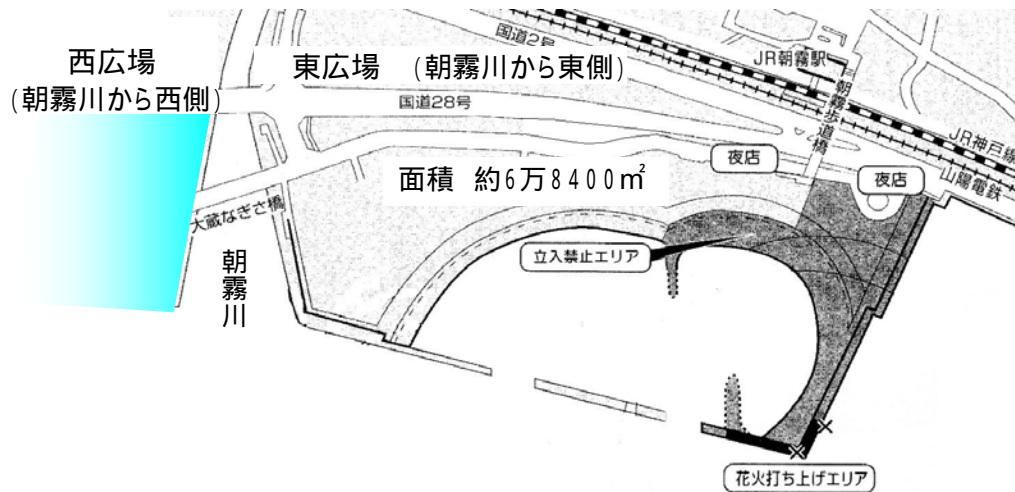 西広場
(朝霧川から西側)
東広場 (朝霧川から東側)
国道2号
JR朝霧駅
朝霧歩道橋
国道28号
JR神戸線
山陽電鉄
夜店
夜店
面積 約6万8400㎡
大蔵なぎさ橋
立入禁止エリア
朝霧川
花火打ち上げエリア